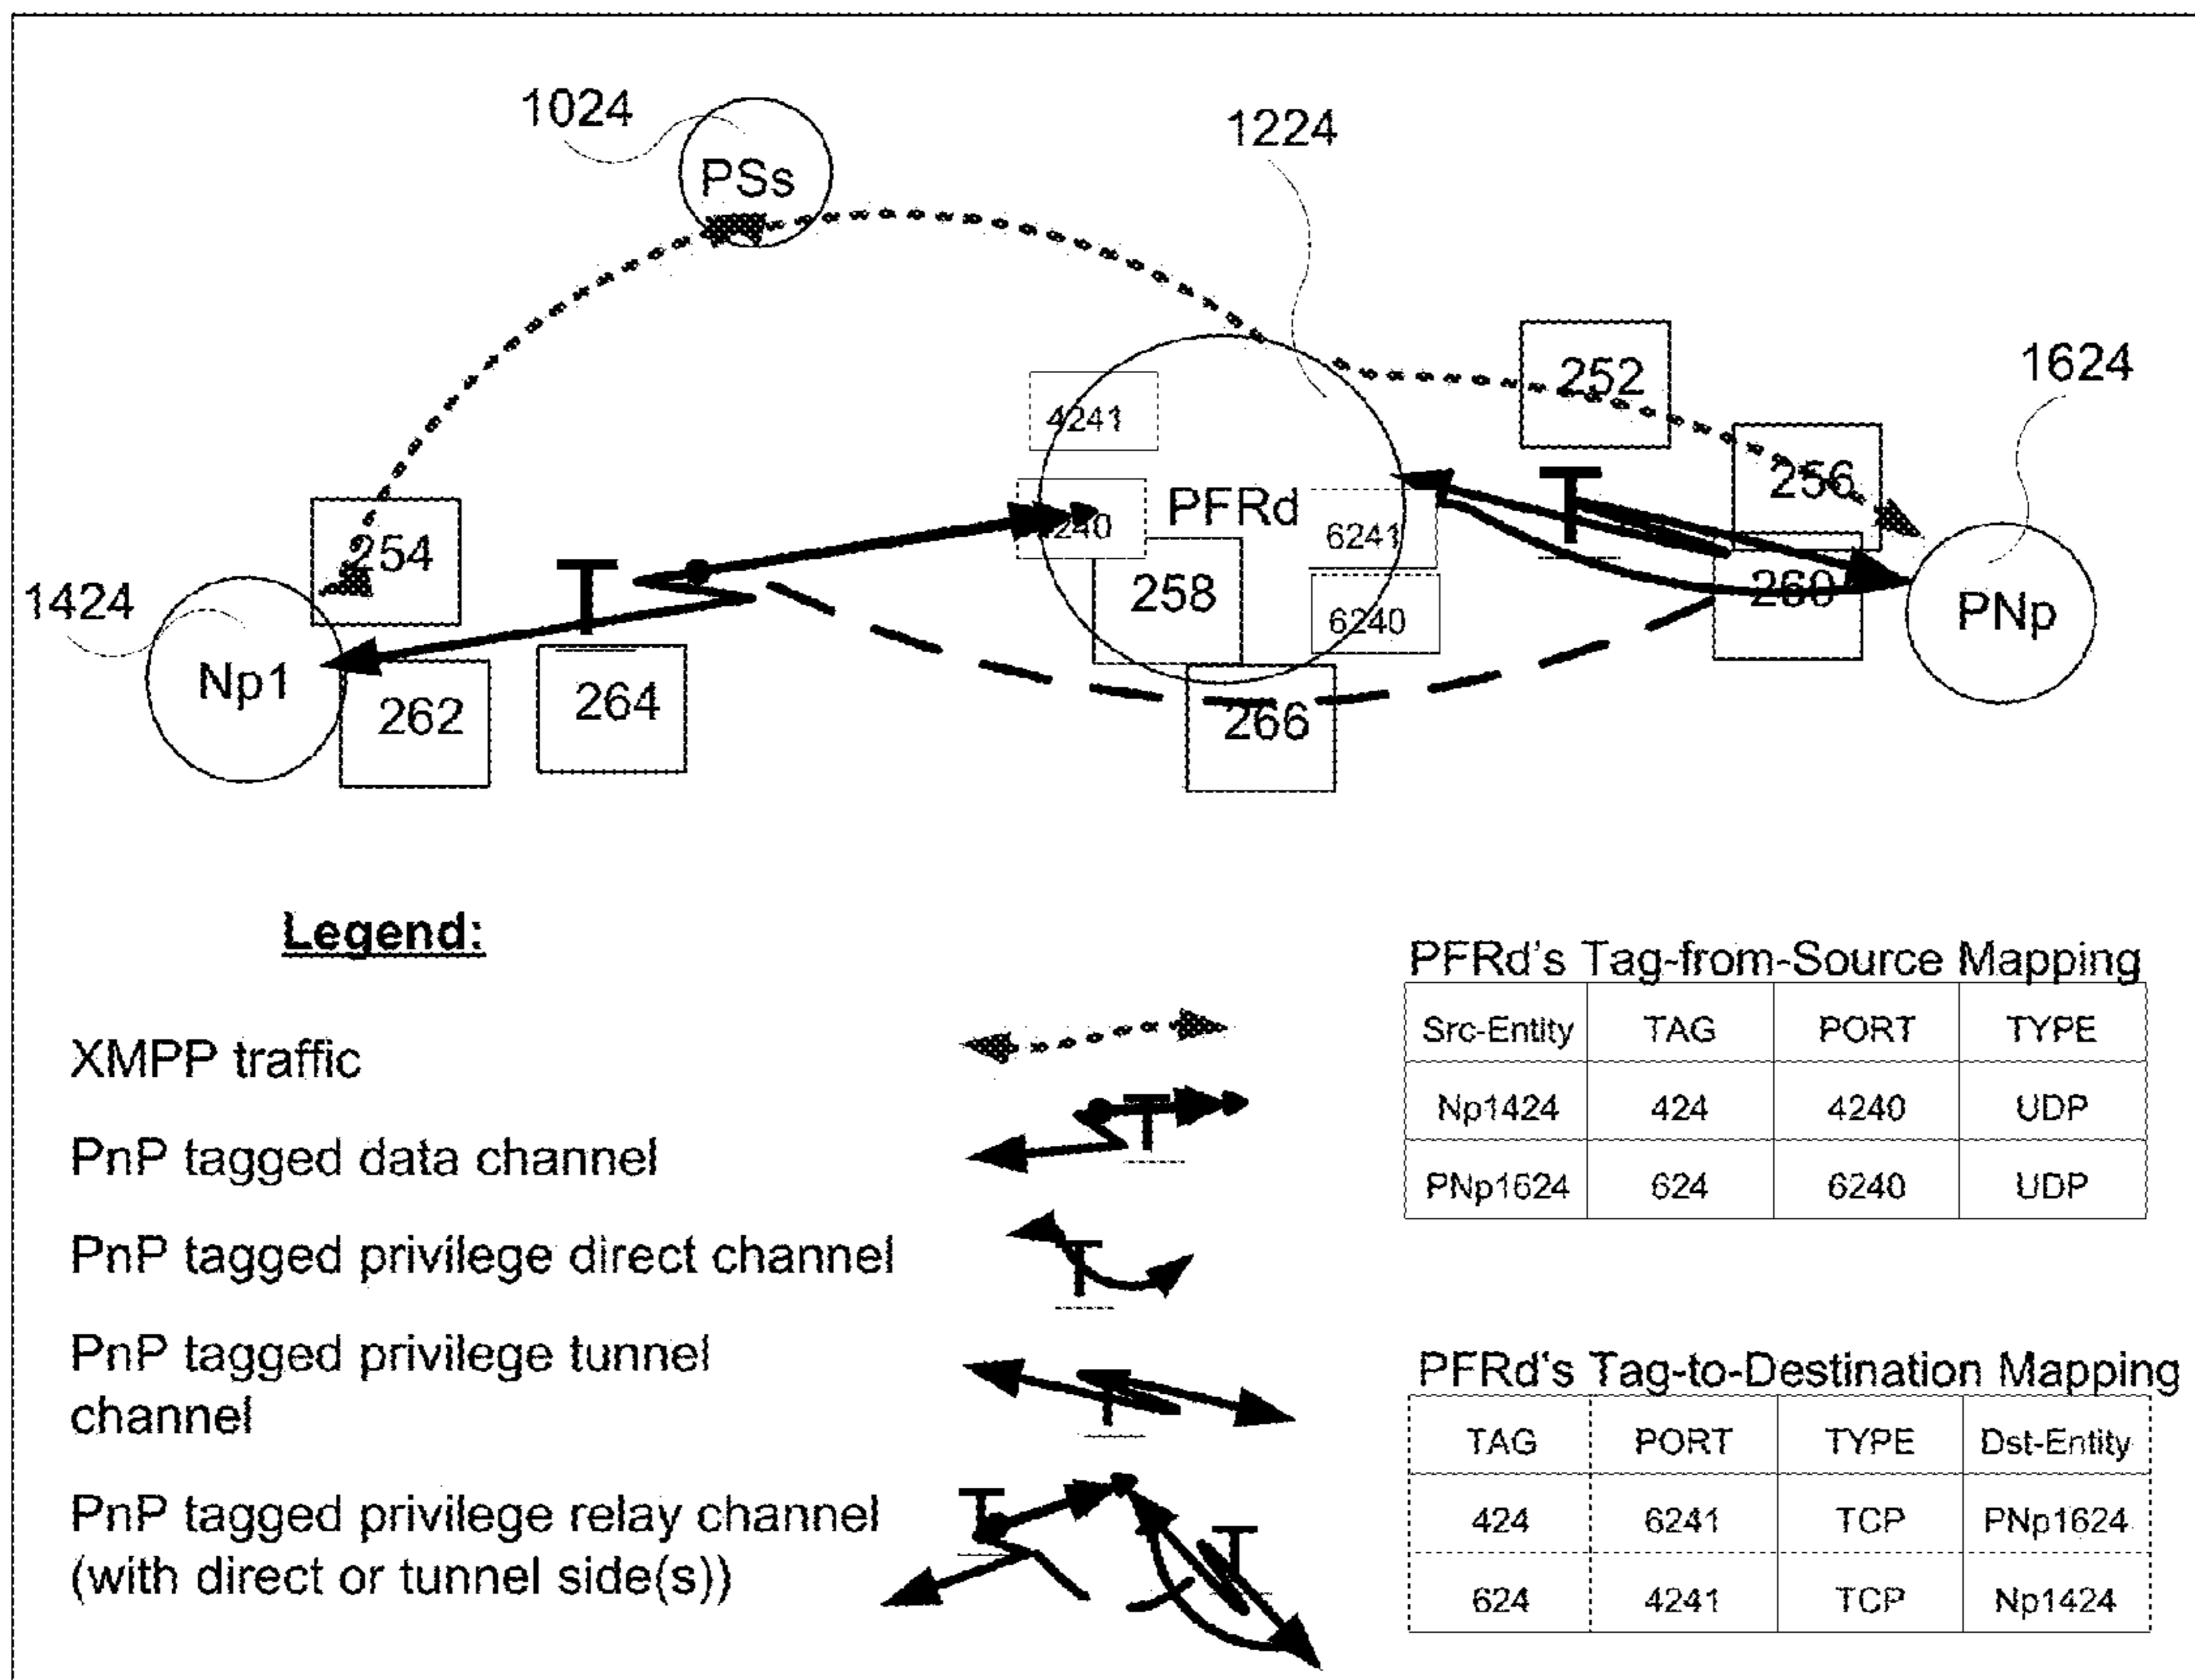 1024
PSs
1224
252
1624
4241
256
254
4240
PFRd
6241
1424
258
260
PNp
6240
Np1
262
264
266
Legend:
XMPP traffic
PnP tagged data channel
PnP tagged privilege direct channel
PnP tagged privilege tunnel
channel
PnP tagged privilege relay channel
(with direct or tunnel side(s))
T
T
T
T
T
T
T
PFRd's Tag-from-Source Mapping
Src-Entity TAG PORT TYPE
Np1424 424 4240 UDP
PNp1624 624 6240 UDP
PFRd's Tag-to-Destination Mapping
TAG PORT TYPE Dst-Entity
424 6241 TCP PNp1624
624 4241 TCP Np1424